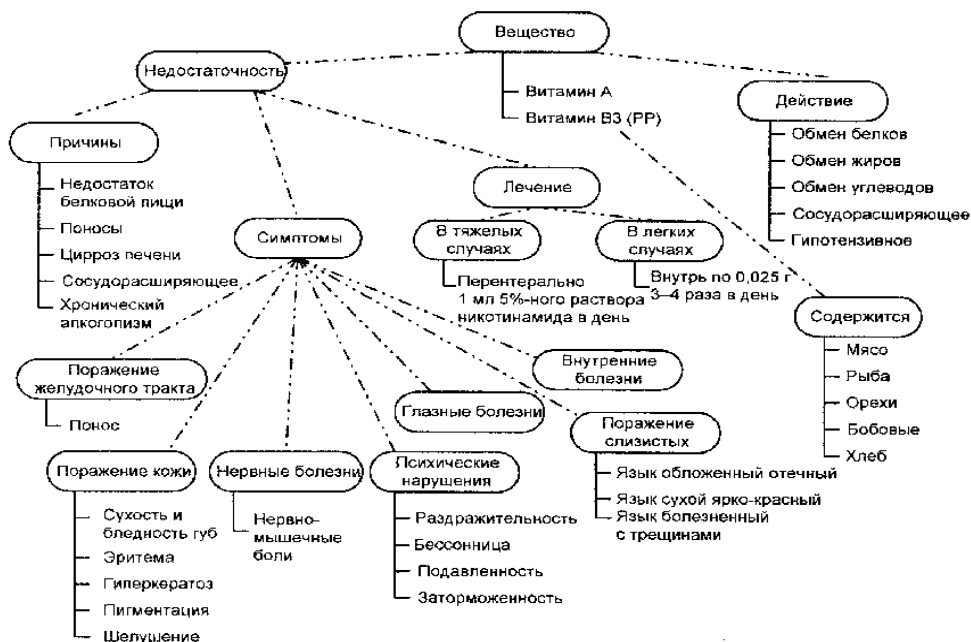 Вещество
Недостаточность
Витамин А
Витамин В3 (РР)
Действие
Обмен белков
Обмен жиров
Обмен углеводов
Сосудорасширяющее
Гипотензивное
Причины
Недостаток
белковой пищи
Поносы
Цирроз печени
Сосудорасширяющее
Хронический
алкоголизм
Лечение
В тяжелых
случаях
Перентерально
1 мл 5%-ного раствора
никотинамида в день
В легких
случаях
Внутрь по 0,025 г
3–4 раза в день
Симптомы
Содержится
Мясо
Рыба
Орехи
Бобовые
Хлеб
Поражение
желудочного тракта
Понос
Внутренние
болезни
Глазные болезни
Поражение
слизистых
Язык обложенный отечный
Язык сухой ярко-красный
Язык болезненный
с трещинами
Поражение кожи
Сухость и
бледность губ
Эритема
Гиперкератоз
Пигментация
Шелушение
Нервные болезни
Нервно-
мышечные
боли
Психические
нарушения
Раздражительность
Бессонница
Подавленность
Заторможенность